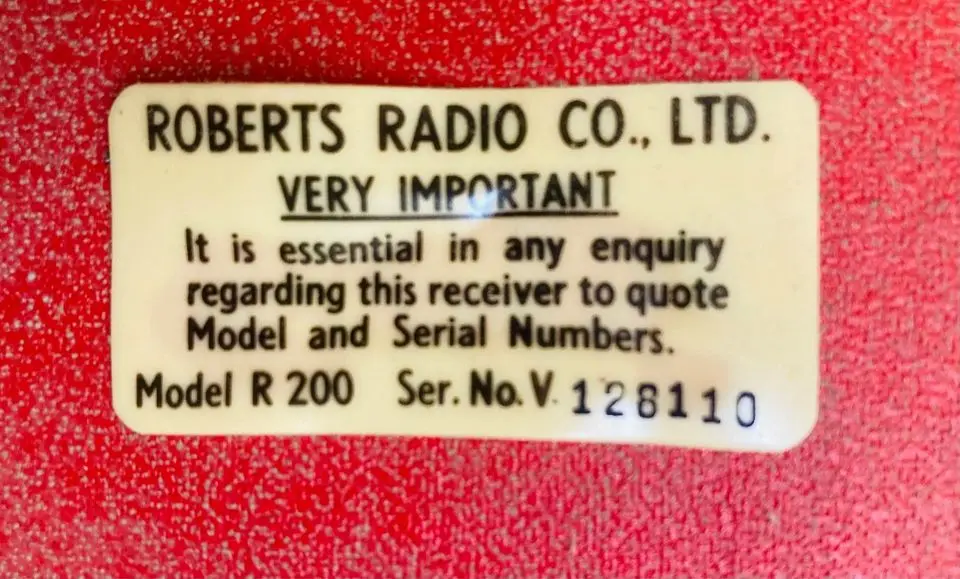 ROBERTS RADIO CO., LTD.
VERY IMPORTANT
It is essential in any enquiry
regarding this receiver to quote
Model and Serial Numbers.
Model R 200 Ser. No. V 128110